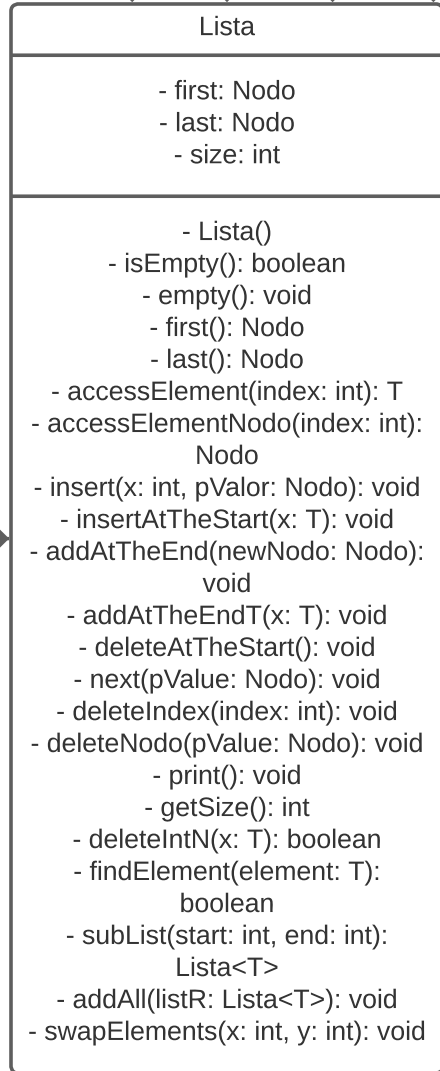 Lista
- first: Nodo
- last: Nodo
- size: int
- Lista()
- isEmpty(): boolean
- empty(): void
- first(): Nodo
- last(): Nodo
- accessElement(index: int): T
- accessElementNodo(index: int):
Nodo
- insert(x: int, pValor: Nodo): void
- insertAtTheStart(x: T): void
- addAtTheEnd(newNodo: Nodo):
void
- addAtTheEndT(x: T): void
- deleteAtTheStart(): void
- next(pValue: Nodo): void
- deleteIndex(index: int): void
- deleteNodo(pValue: Nodo): void
- print(): void
- getSize(): int
- deleteIntN(x: T): boolean
- findElement(element: T):
boolean
- subList(start: int, end: int):
Lista<T>
- addAll(listR: Lista<T>): void
- swapElements(x: int, y: int): void